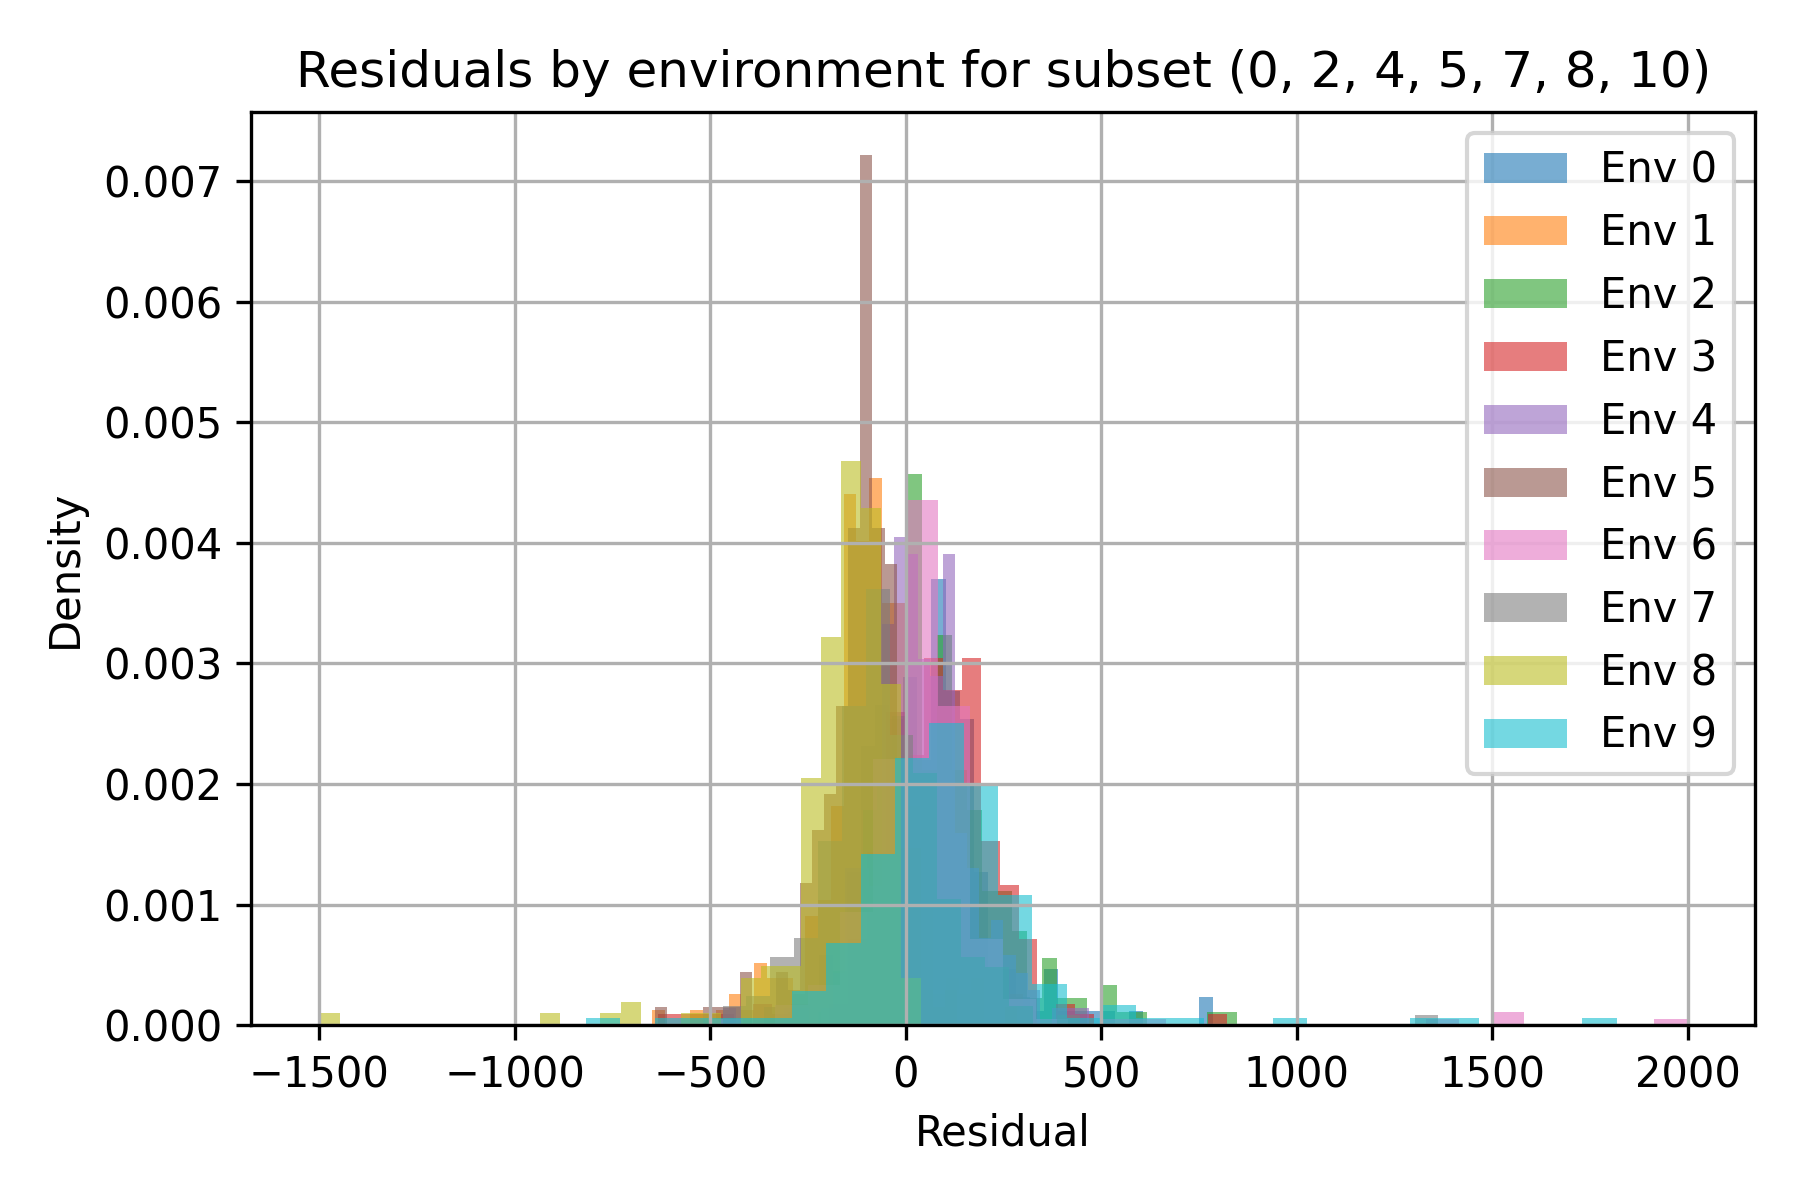 Residuals by environment for subset (0, 2, 4, 5, 7, 8, 10)
0.007
0.006
0.005
0.004
0.003
0.002
0.001
0.000
Density
−1500 −1000 −500 0 500 1000 1500 2000
Residual
Env 0
Env 1
Env 2
Env 3
Env 4
Env 5
Env 6
Env 7
Env 8
Env 9